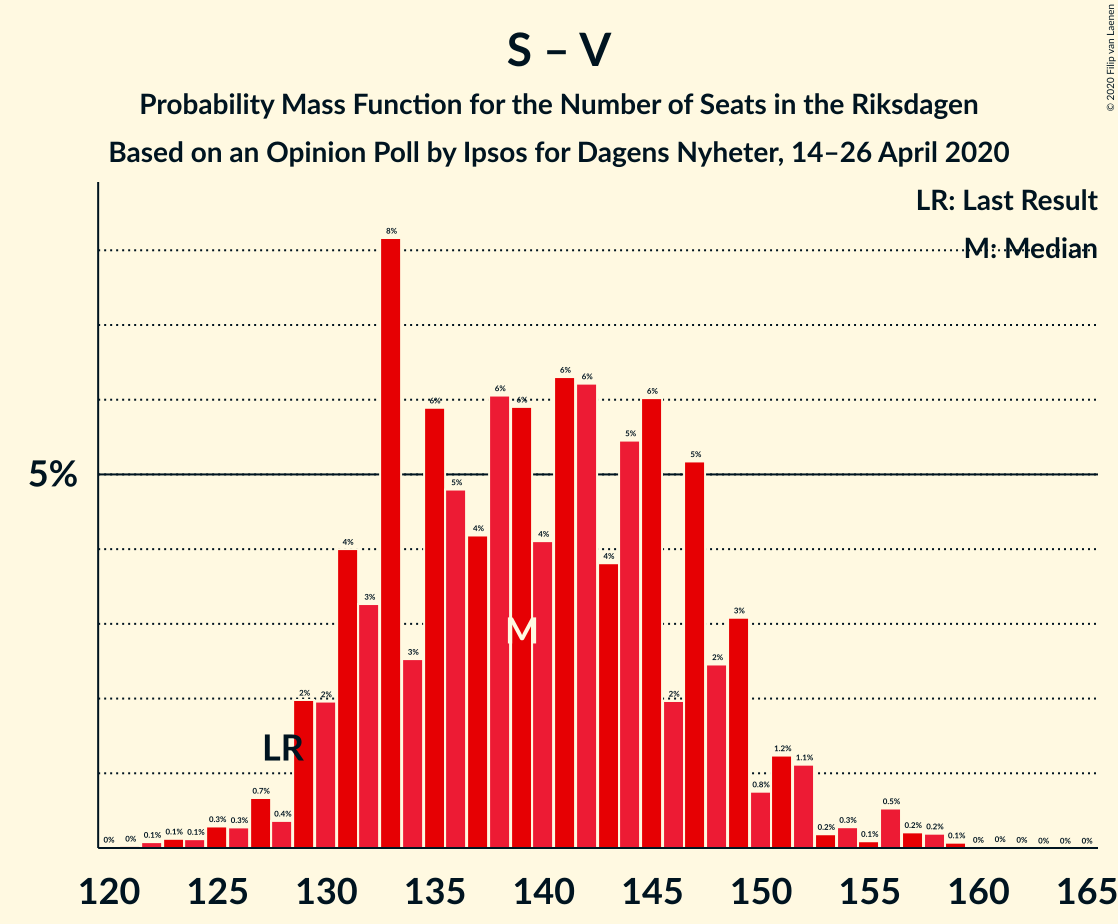 S – V
Probability Mass Function for the Number of Seats in the Riksdagen
Based on an Opinion Poll by Ipsos for Dagens Nyheter, 14–26 April 2020
© 2020 Filip van Laenen
LR: Last Result
M: Median
5%
0% 0% 0.1% 0.1% 0.1% 0.3% 0.3% 0.7% 0.4% 2% 2% 4% 3% 8% 3% 6% 5% 4% 6% 6% 4% 6% 6% 4% 5% 6% 2% 5% 2% 3% 0.8% 1.2% 1.1% 0.2% 0.3% 0.1% 0.5% 0.2% 0.2% 0.1% 0% 0% 0% 0% 0% 0%
M
LR
120 125 130 135 140 145 150 155 160 165